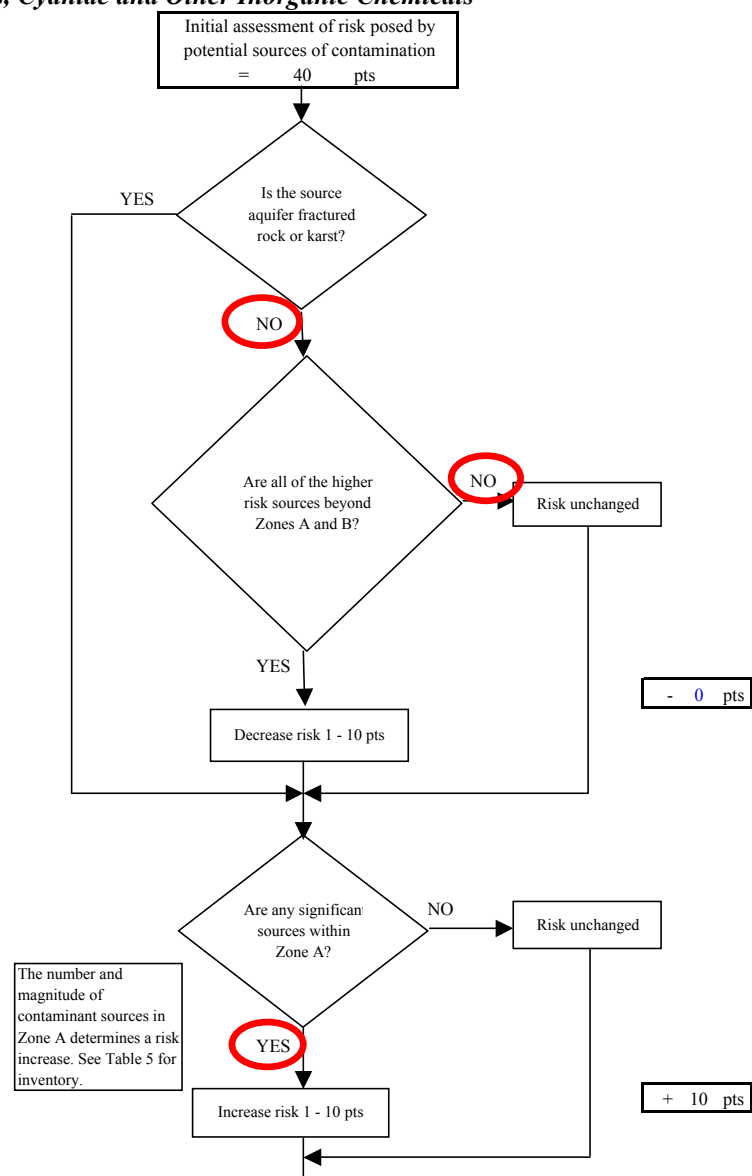 Cyanide and Other Inorganic Chemicals
Initial assessment of risk posed by
potential sources of contamination
= 40 pts
YES
Is the source
aquifer fractured
rock or karst?
NO
Are all of the higher
risk sources beyond
Zones A and B?
NO
Risk unchanged
YES
- 0 pts
Decrease risk 1 - 10 pts
Are any significant
sources within
Zone A?
NO
Risk unchanged
The number and
magnitude of
contaminant sources in
Zone A determines a risk
increase. See Table 5 for
inventory.
YES
Increase risk 1 - 10 pts
+ 10 pts